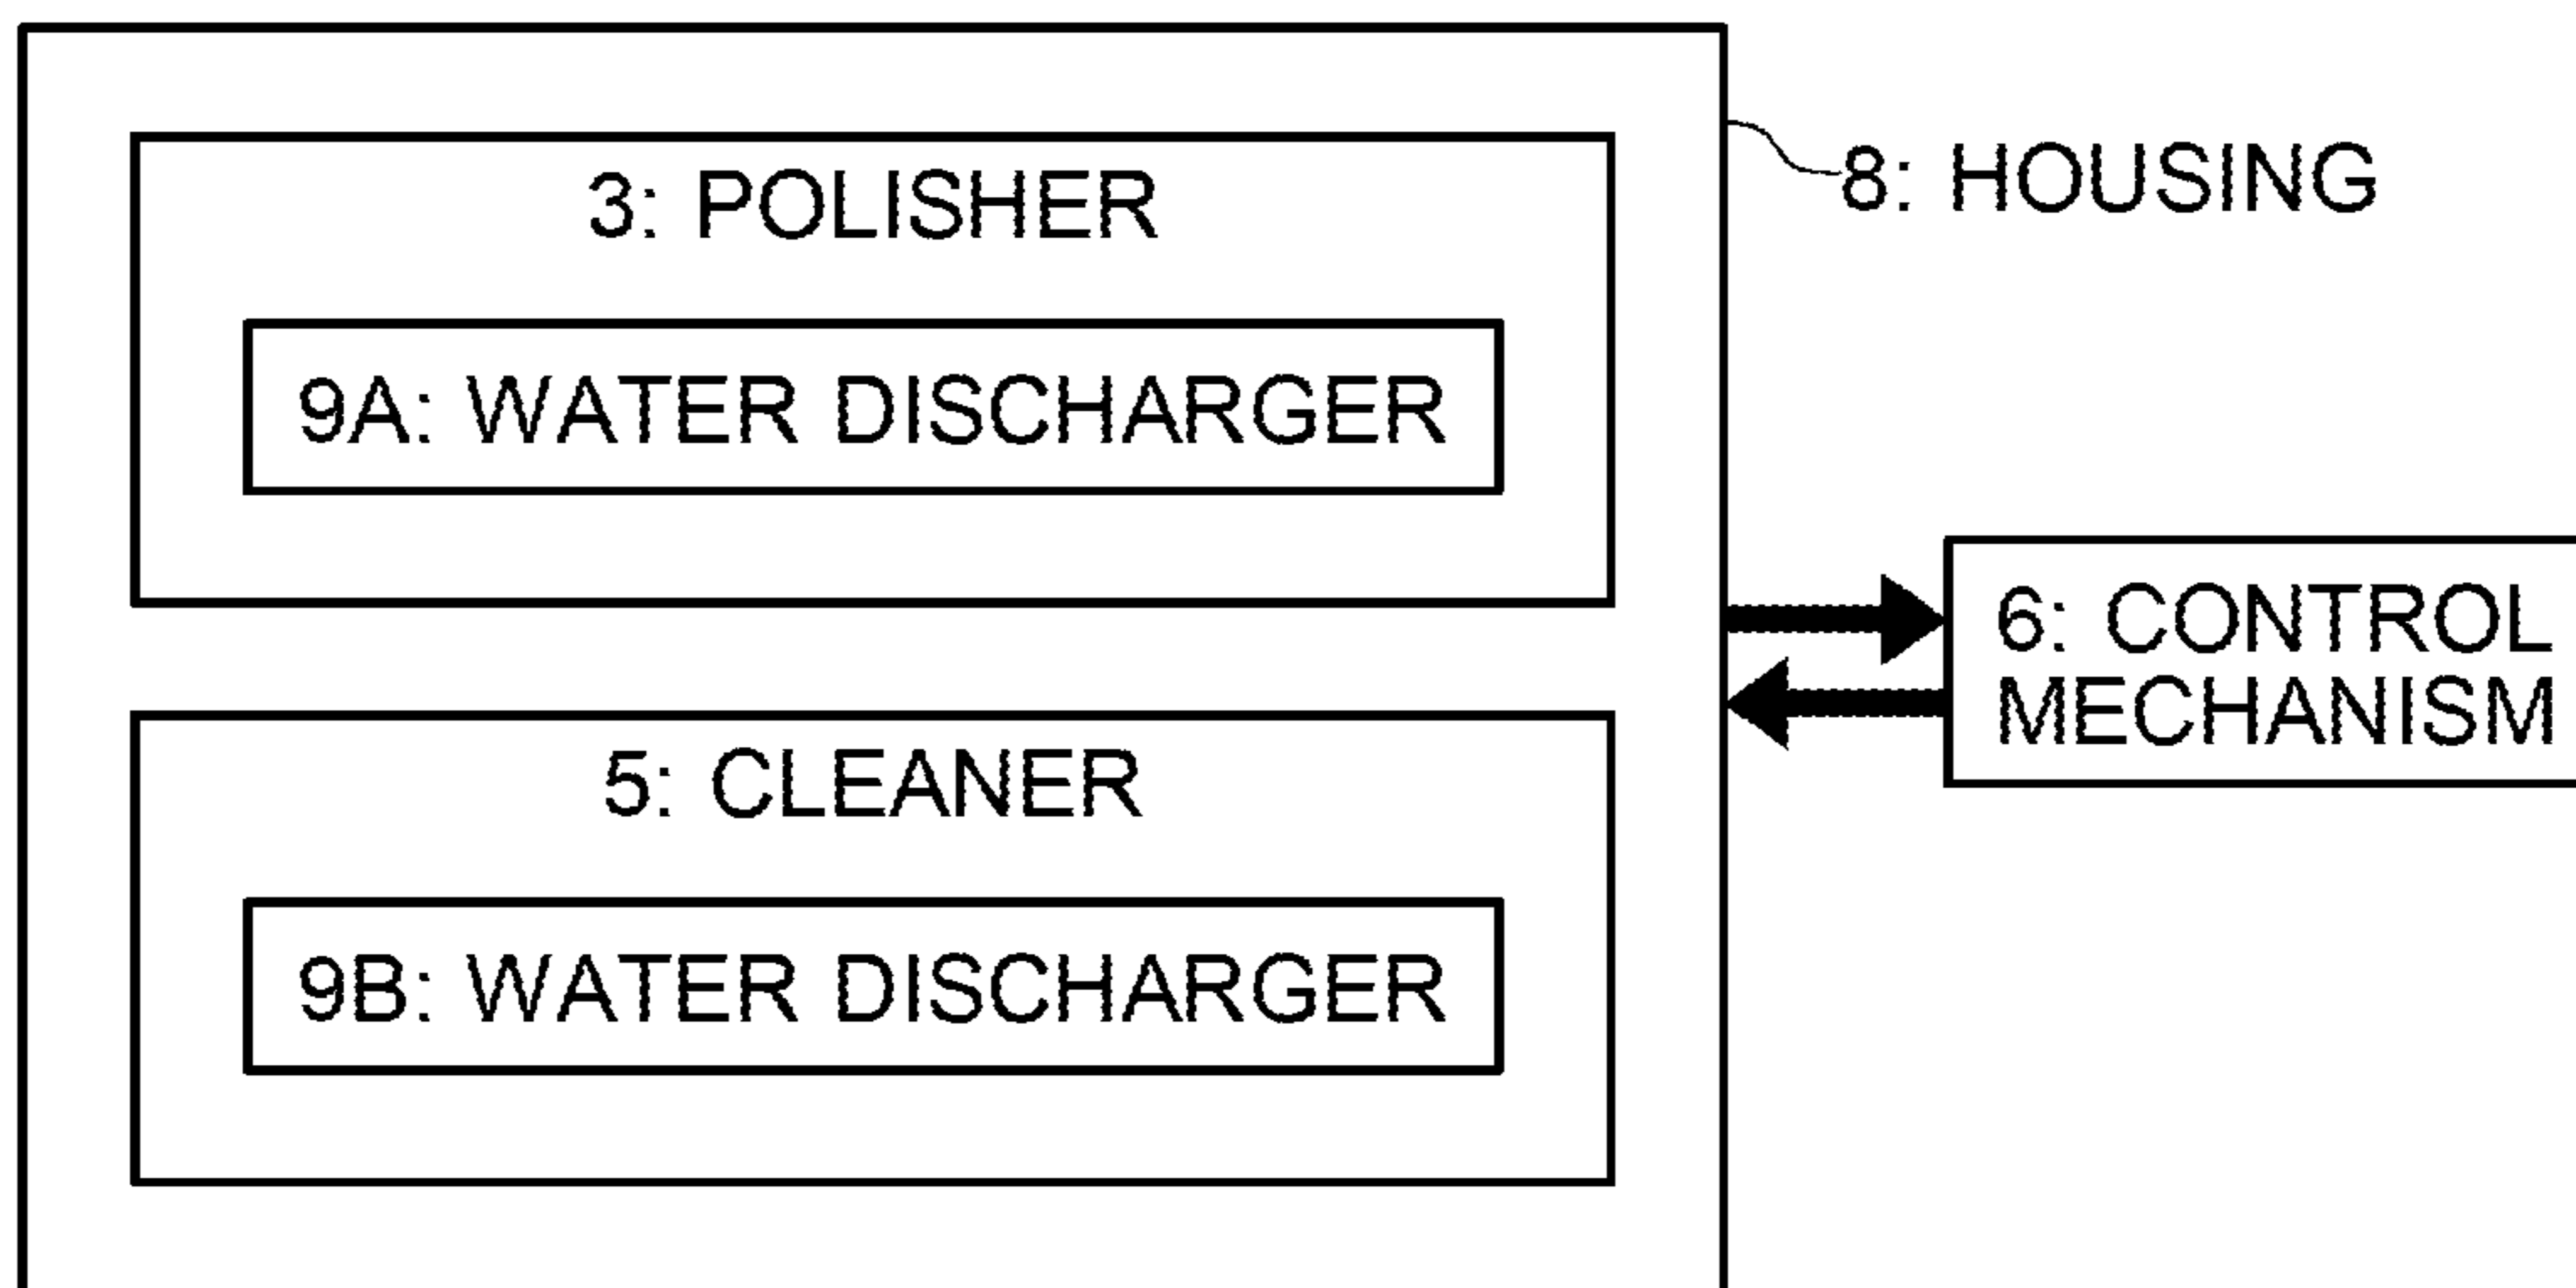 3: POLISHER
8: HOUSING
9A: WATER DISCHARGER
6: CONTROL
MECHANISM
5: CLEANER
9B: WATER DISCHARGER